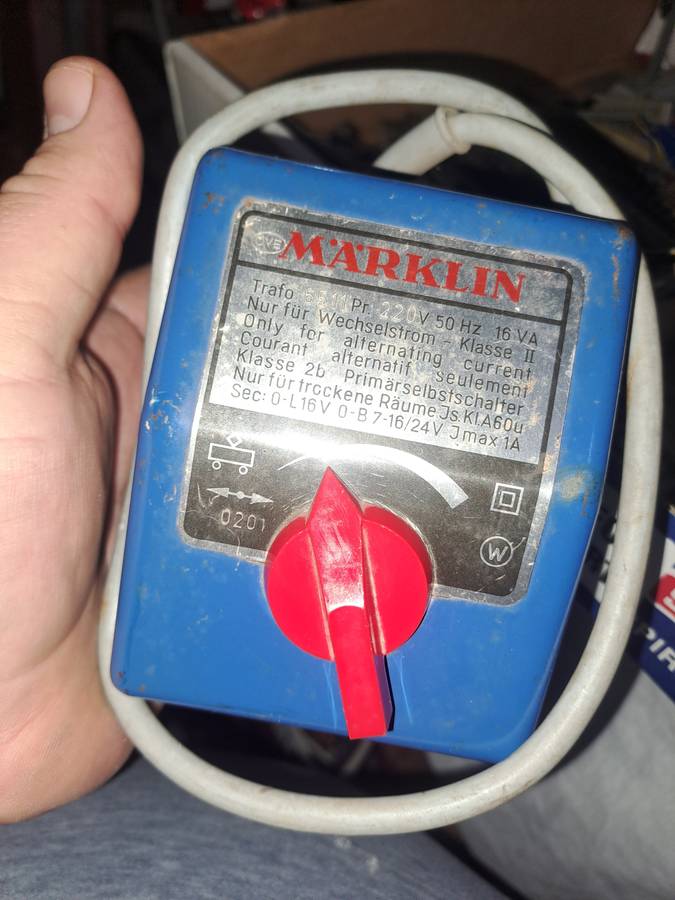 ÖVE MÄRKLIN
Trafo Pr. 220V 50 Hz 16 VA
Nur für Wechselstrom - Klasse II
Only for alternating current
Courant alternatif seulement
Klasse 2b Primärselbstschalter
Nur für trockene Räume Js.Kl.A60u
Sec: 0-L16V 0-B 7-16/24V Jmax 1A
0201
W